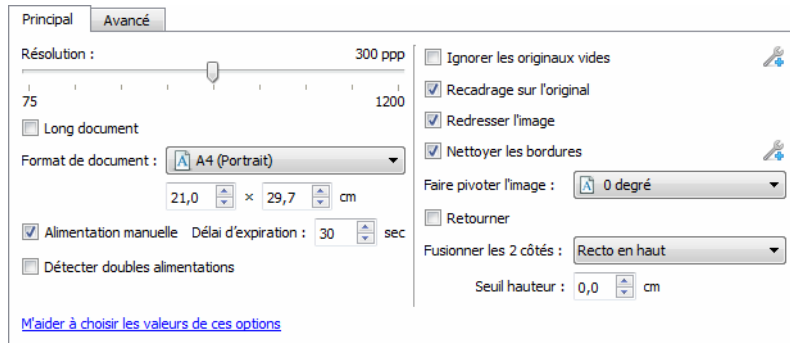 Principal Avancé
Résolution : 300 ppp
75 1200
Long document
Format de document : A4 (Portrait)
21,0 × 29,7 cm
Alimentation manuelle Délai d'expiration : 30 sec
Détecter doubles alimentations
M'aider à choisir les valeurs de ces options
Ignorer les originaux vides
Recadrage sur l'original
Redresser l'image
Nettoyer les bordures
Faire pivoter l'image : 0 degré
Retourner
Fusionner les 2 côtés : Recto en haut
Seuil hauteur : 0,0 cm